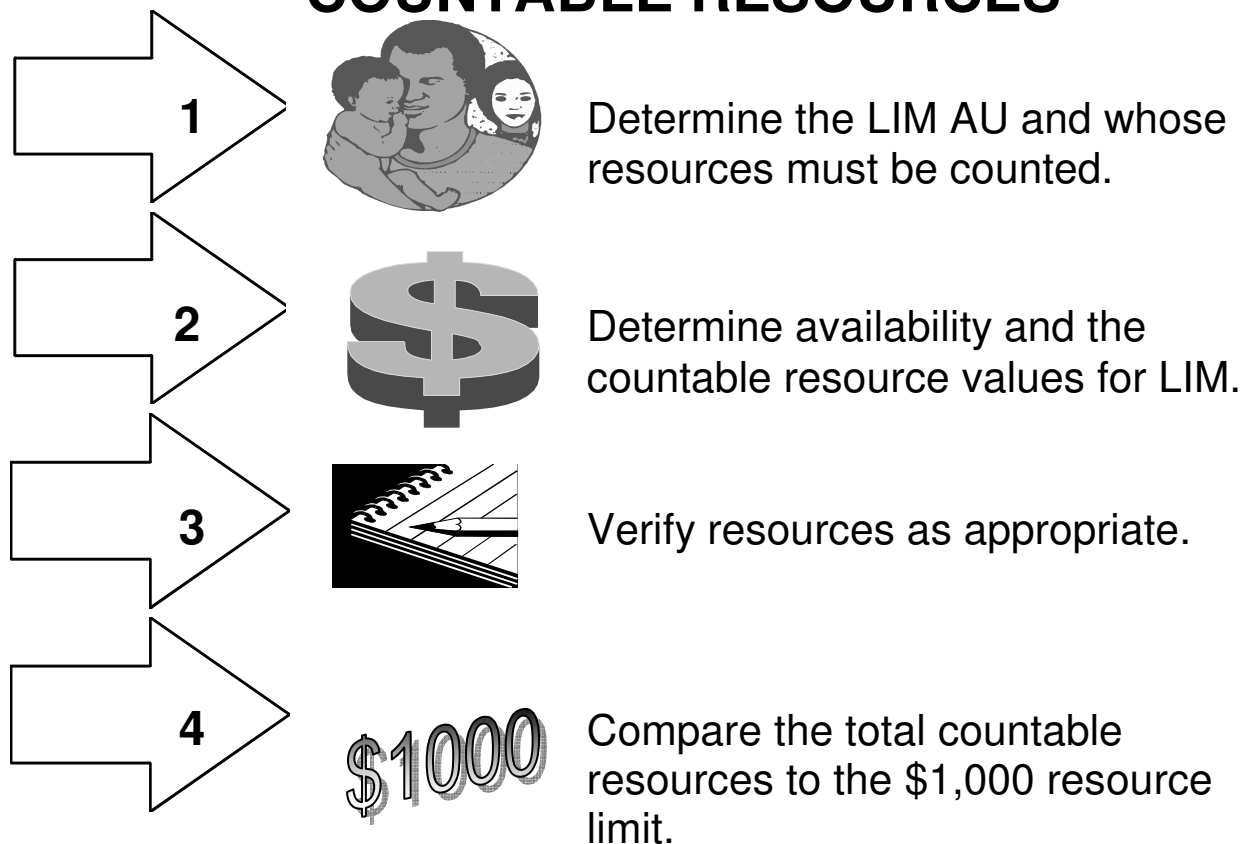 COUNTABLE RESOURCES
1
Determine the LIM AU and whose
resources must be counted.
2
Determine availability and the
countable resource values for LIM.
3
Verify resources as appropriate.
4
$1000
Compare the total countable
resources to the $1,000 resource
limit.